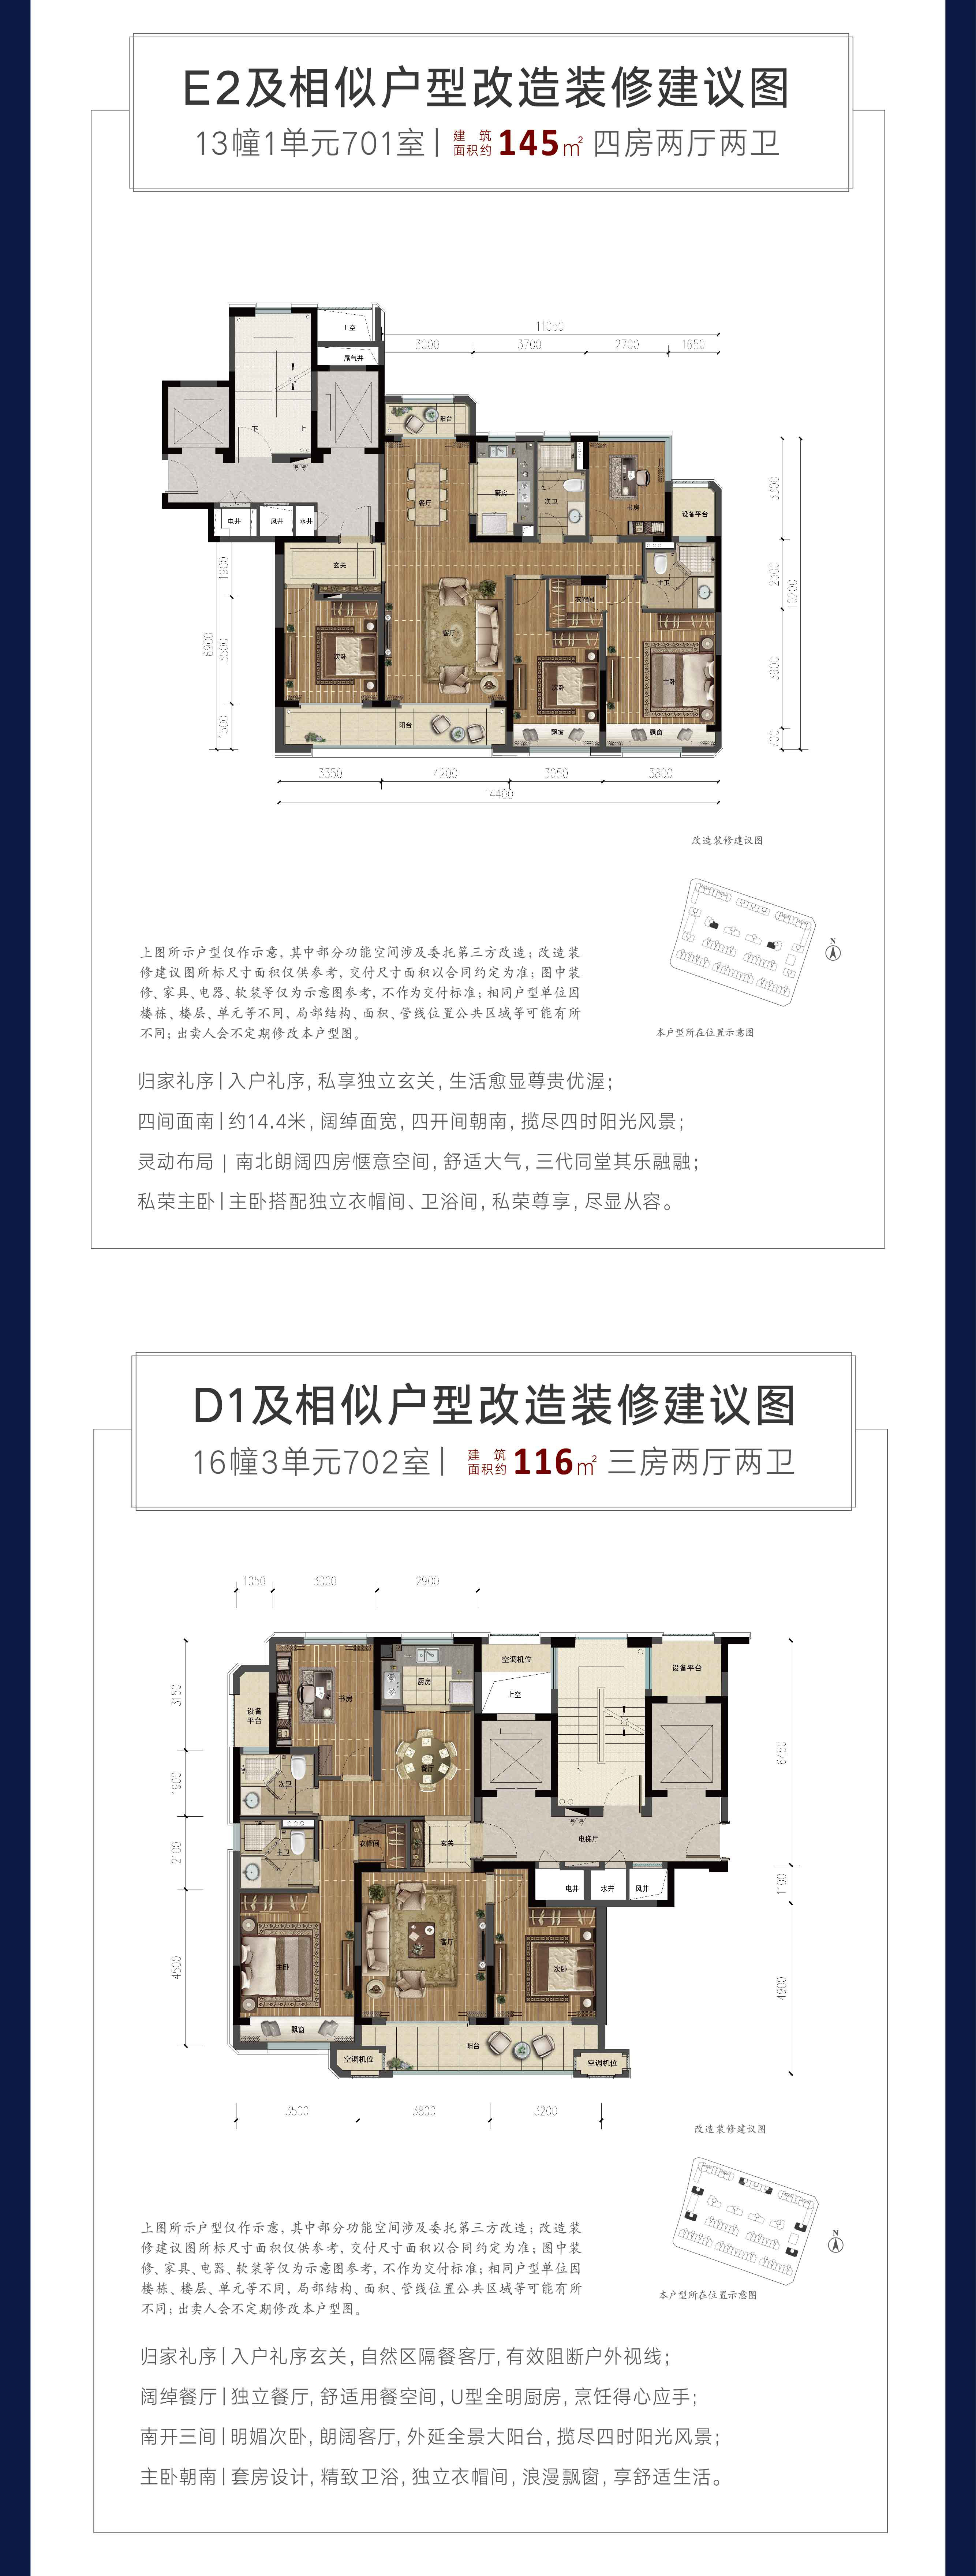 E2及相似户型改造装修建议图
13幢1单元701室 | 建筑面积约 145㎡ 四房两厅两卫
11050
3000 3700 2700 1650
上空
尾气井
下 上
阳台
餐厅
厨房
次卫
书房
设备平台
电井 风井 水井
玄关
主卫
衣帽间
客厅
次卧
次卧
主卧
阳台
飘窗 飘窗
1900
3500
6900
1500
3300
2300
10200
3900
700
3350 4200 3050 3800
14400
改造装修建议图
N
本户型所在位置示意图
上图所示户型仅作示意，其中部分功能空间涉及委托第三方改造；改造装
修建议图所标尺寸面积仅供参考，交付尺寸面积以合同约定为准；图中装
修、家具、电器、软装等仅为示意图参考，不作为交付标准；相同户型单位因
楼栋、楼层、单元等不同，局部结构、面积、管线位置公共区域等可能有所
不同；出卖人会不定期修改本户型图。
归家礼序 | 入户礼序，私享独立玄关，生活愈显尊贵优渥；
四间面南 | 约14.4米，阔绰面宽，四开间朝南，揽尽四时阳光风景；
灵动布局 | 南北朗阔四房惬意空间，舒适大气，三代同堂其乐融融；
私荣主卧 | 主卧搭配独立衣帽间、卫浴间，私荣尊享，尽显从容。
D1及相似户型改造装修建议图
16幢3单元702室 | 建筑面积约 116㎡ 三房两厅两卫
1050 3000 2900
空调机位
上空
设备平台
厨房
书房
设备平台
餐厅
次卫
下 上
主卫
衣帽间
玄关
电梯厅
电井 水井 风井
客厅
主卧
次卧
飘窗
阳台
空调机位
空调机位
3150
1900
2100
4500
6450
1100
4900
3500 3800 3200
改造装修建议图
N
本户型所在位置示意图
上图所示户型仅作示意，其中部分功能空间涉及委托第三方改造；改造装
修建议图所标尺寸面积仅供参考，交付尺寸面积以合同约定为准；图中装
修、家具、电器、软装等仅为示意图参考，不作为交付标准；相同户型单位因
楼栋、楼层、单元等不同，局部结构、面积、管线位置公共区域等可能有所
不同；出卖人会不定期修改本户型图。
归家礼序 | 入户礼序玄关，自然区隔餐客厅，有效阻断户外视线；
阔绰餐厅 | 独立餐厅，舒适用餐空间，U型全明厨房，烹饪得心应手；
南开三间 | 明媚次卧，朗阔客厅，外延全景大阳台，揽尽四时阳光风景；
主卧朝南 | 套房设计，精致卫浴，独立衣帽间，浪漫飘窗，享舒适生活。